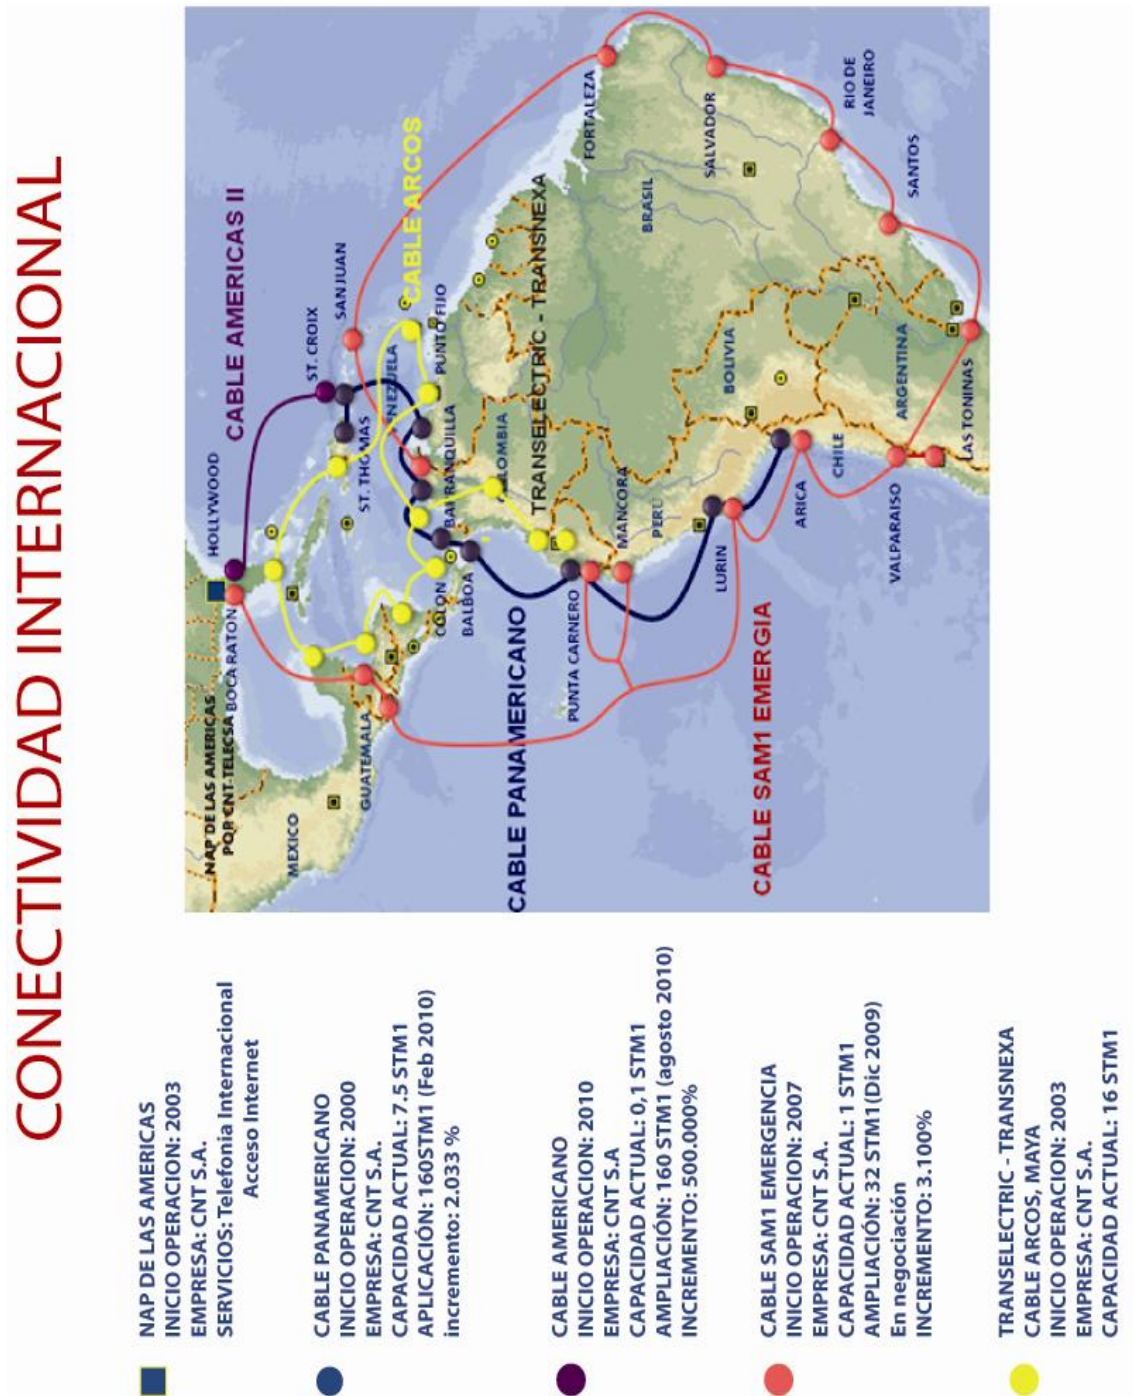 CONECTIVIDAD INTERNACIONAL
NAP DE LAS AMERICAS
INICIO OPERACION: 2003
EMPRESA: CNT S.A.
SERVICIOS: Telefonia Internacional
Acceso Internet
CABLE PANAMERICANO
INICIO OPERACION: 2000
EMPRESA: CNT S.A.
CAPACIDAD ACTUAL: 7.5 STM1
APLICACIÓN: 160STM1 (Feb 2010)
incremento: 2.033 %
CABLE AMERICANO
INICIO OPERACION: 2010
EMPRESA: CNT S.A
CAPACIDAD ACTUAL: 0,1 STM1
AMPLIACIÓN: 160 STM1 (agosto 2010)
INCREMENTO: 500.000%
CABLE SAM1 EMERGENCIA
INICIO OPERACION: 2007
EMPRESA: CNT S.A.
CAPACIDAD ACTUAL: 1 STM1
AMPLIACIÓN: 32 STM1(Dic 2009)
En negociación
INCREMENTO: 3.100%
TRANSELECTRIC - TRANSNEXA
CABLE ARCOS, MAYA
INICIO OPERACION: 2003
EMPRESA: CNT S.A.
CAPACIDAD ACTUAL: 16 STM1
NAP DE LAS AMERICAS
POR CNT-TELECSA
BOCA RATON
HOLLYWOOD
CABLE AMERICAS II
MEXICO
GUATEMALA
ST. THOMAS
ST. CROIX
SAN JUAN
CABLE ARCOS
NEZUELA
PUNTO FIJO
BARRANQUILLA
COLON
BALBOA
LOMBIA
CABLE PANAMERICANO
TRANSELECTRIC - TRANSNEXA
PUNTA CARNERO
MANCORA
PERU
FORTALEZA
BRASIL
SALVADOR
RIO DE
JANEIRO
SANTOS
LURIN
BOLIVIA
CABLE SAM1 EMERGIA
ARICA
CHILE
VALPARAISO
ARGENTINA
LAS TONINAS